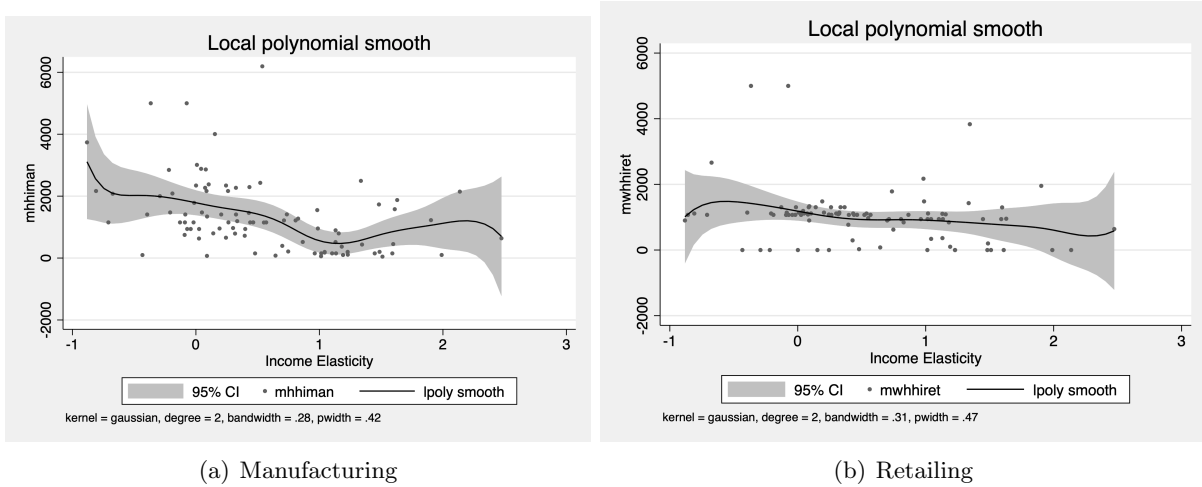 Local polynomial smooth
mhhiman
6000
4000
2000
0
-2000
-1 0 1 2 3
Income Elasticity
95% CI mhhiman lpoly smooth
kernel = gaussian, degree = 2, bandwidth = .28, pwidth = .42
(a) Manufacturing
Local polynomial smooth
mwhhiret
6000
4000
2000
0
-2000
-1 0 1 2 3
Income Elasticity
95% CI mwhhiret lpoly smooth
kernel = gaussian, degree = 2, bandwidth = .31, pwidth = .47
(b) Retailing